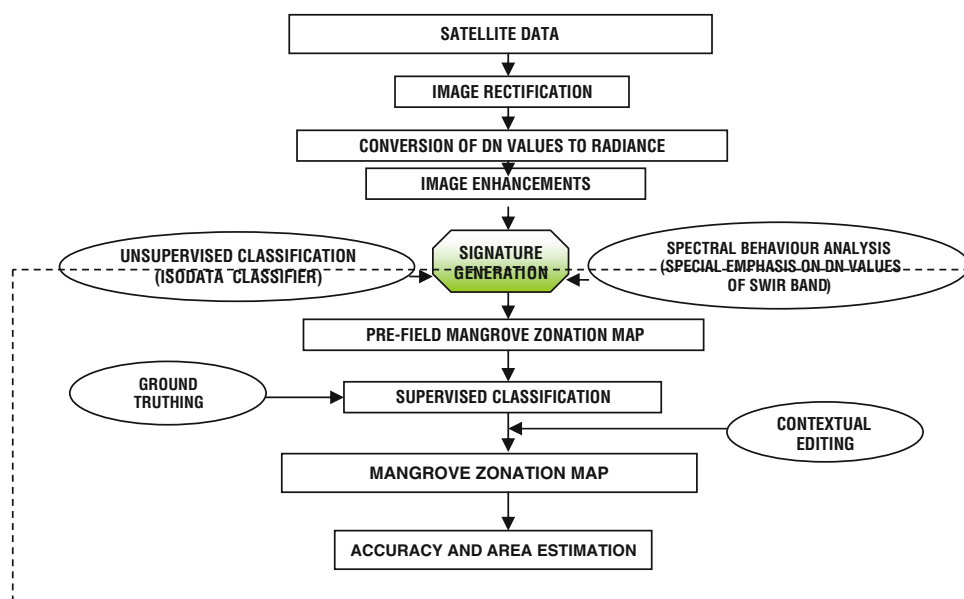 SATELLITE DATA
IMAGE RECTIFICATION
CONVERSION OF DN VALUES TO RADIANCE
IMAGE ENHANCEMENTS
UNSUPERVISED CLASSIFICATION
(ISODATA CLASSIFIER)
SIGNATURE
GENERATION
SPECTRAL BEHAVIOUR ANALYSIS
(SPECIAL EMPHASIS ON DN VALUES
OF SWIR BAND)
PRE-FIELD MANGROVE ZONATION MAP
GROUND
TRUTHING
SUPERVISED CLASSIFICATION
CONTEXTUAL
EDITING
MANGROVE ZONATION MAP
ACCURACY AND AREA ESTIMATION